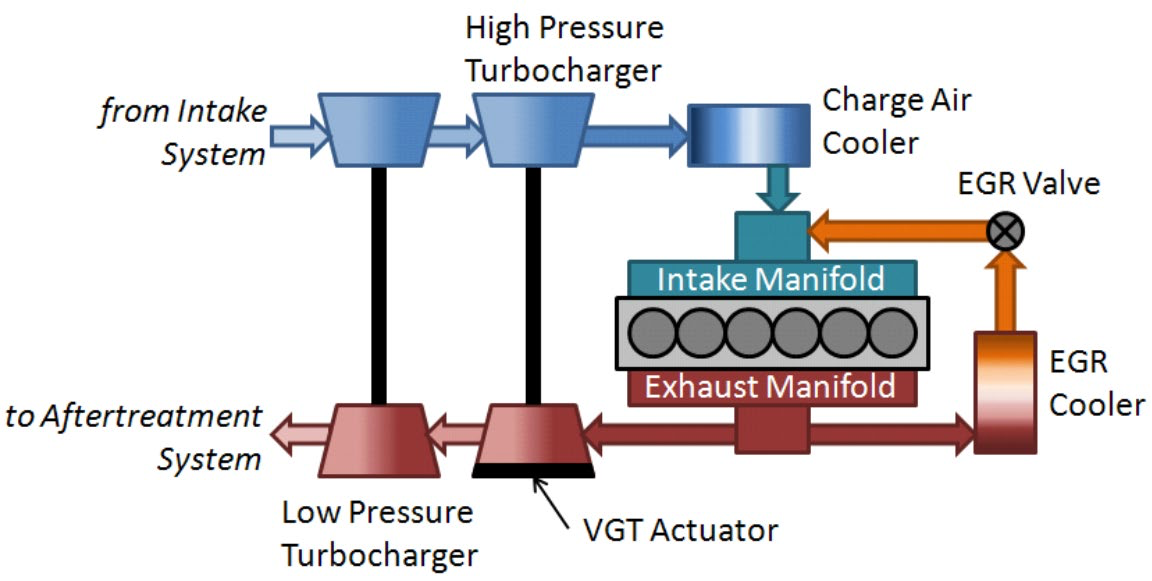 High Pressure
Turbocharger
from Intake
System
Charge Air
Cooler
EGR Valve
Intake Manifold
Exhaust Manifold
EGR
Cooler
to Aftertreatment
System
Low Pressure
Turbocharger
VGT Actuator